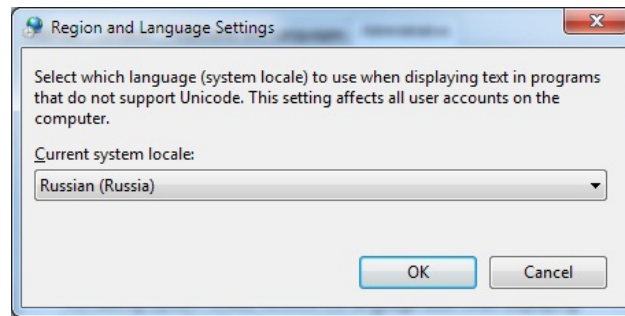 Region and Language Settings
Select which language (system locale) to use when displaying text in programs
that do not support Unicode. This setting affects all user accounts on the
computer.
Current system locale:
Russian (Russia)
OK
Cancel